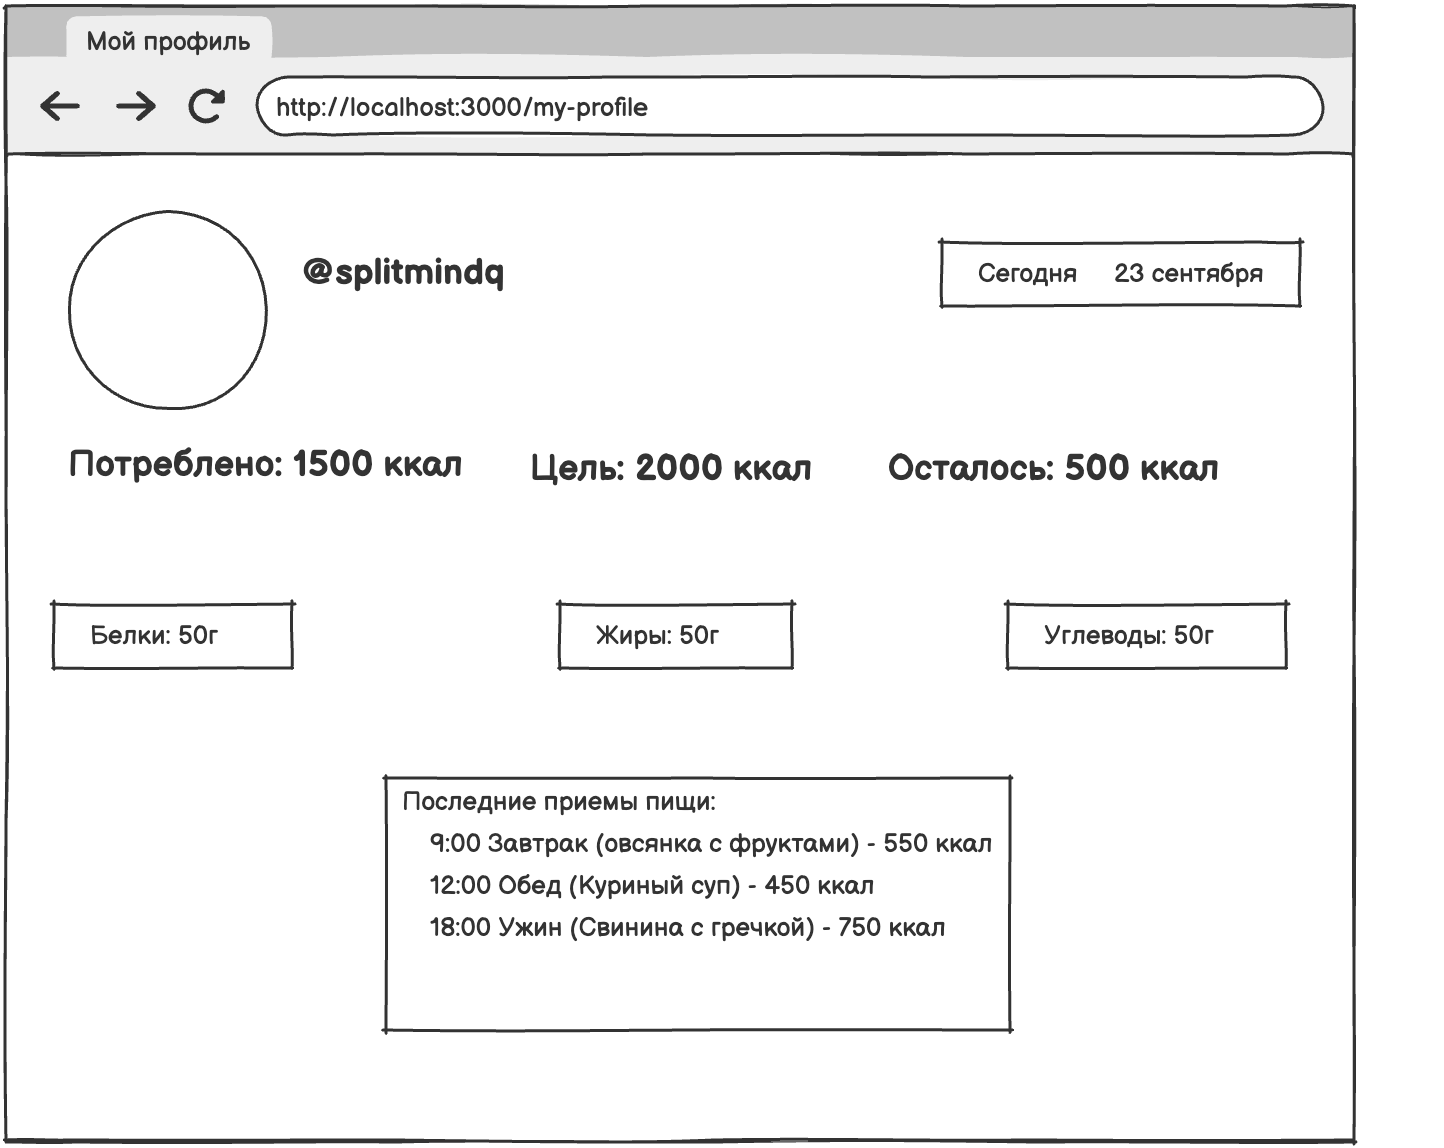 Мой профиль
http://localhost:3000/my-profile
@splitmindq
Сегодня 23 сентября
Потреблено: 1500 ккал
Цель: 2000 ккал
Осталось: 500 ккал
Белки: 50г
Жиры: 50г
Углеводы: 50г
Последние приемы пищи:
9:00 Завтрак (овсянка с фруктами) - 550 ккал
12:00 Обед (Куриный суп) - 450 ккал
18:00 Ужин (Свинина с гречкой) - 750 ккал